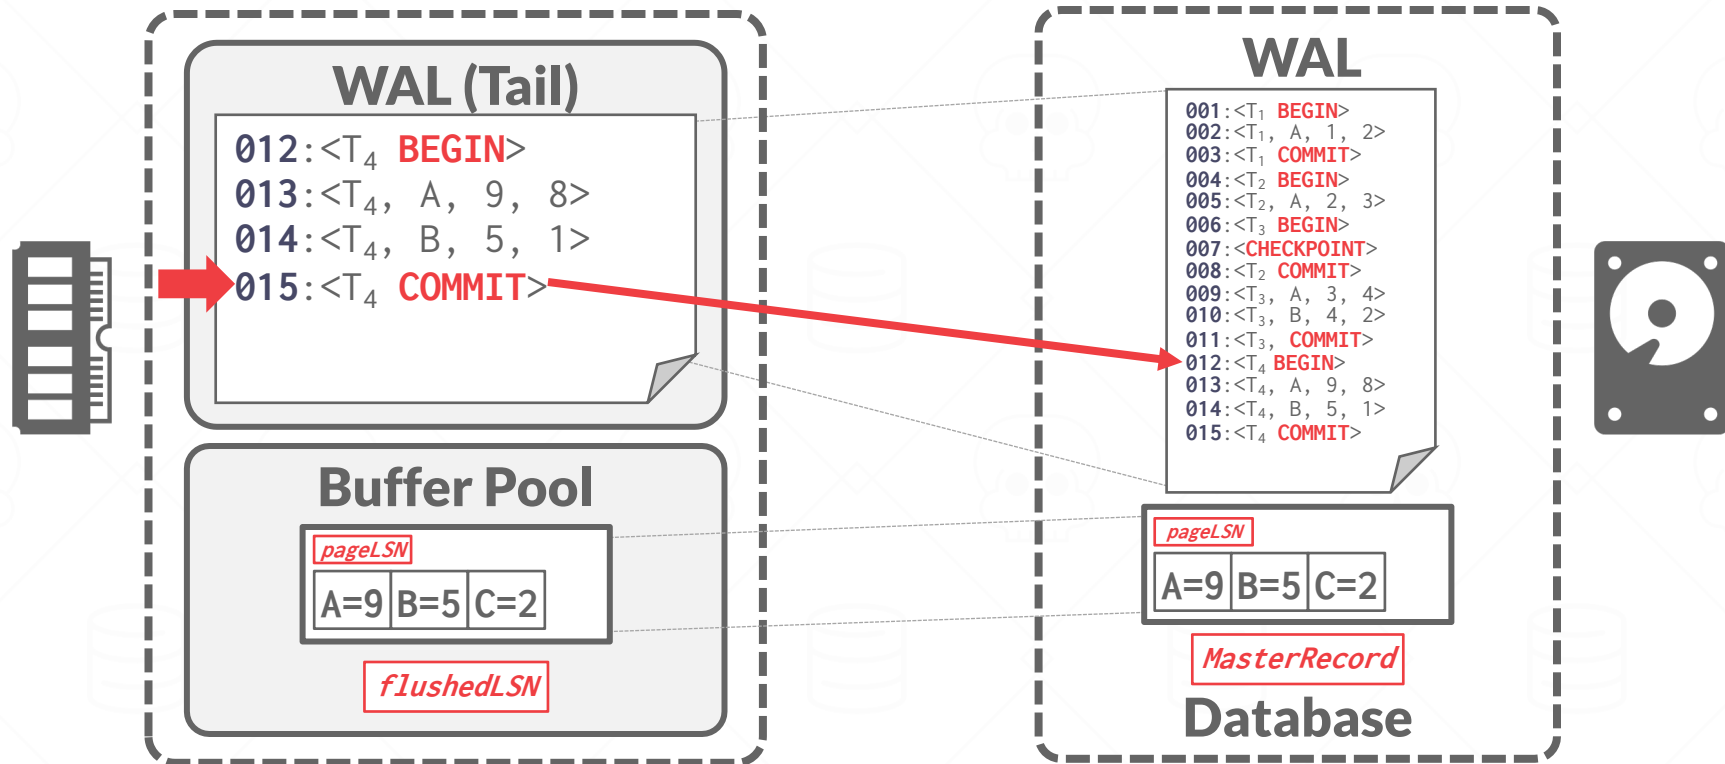 WAL (Tail)
012:<T4 BEGIN>
013:<T4, A, 9, 8>
014:<T4, B, 5, 1>
015:<T4 COMMIT>
Buffer Pool
pageLSN
A=9 B=5 C=2
flushedLSN
WAL
001:<T1 BEGIN>
002:<T1, A, 1, 2>
003:<T1 COMMIT>
004:<T2 BEGIN>
005:<T2, A, 2, 3>
006:<T3 BEGIN>
007:<CHECKPOINT>
008:<T2 COMMIT>
009:<T3, A, 3, 4>
010:<T3, B, 4, 2>
011:<T3, COMMIT>
012:<T4 BEGIN>
013:<T4, A, 9, 8>
014:<T4, B, 5, 1>
015:<T4 COMMIT>
pageLSN
A=9 B=5 C=2
MasterRecord
Database